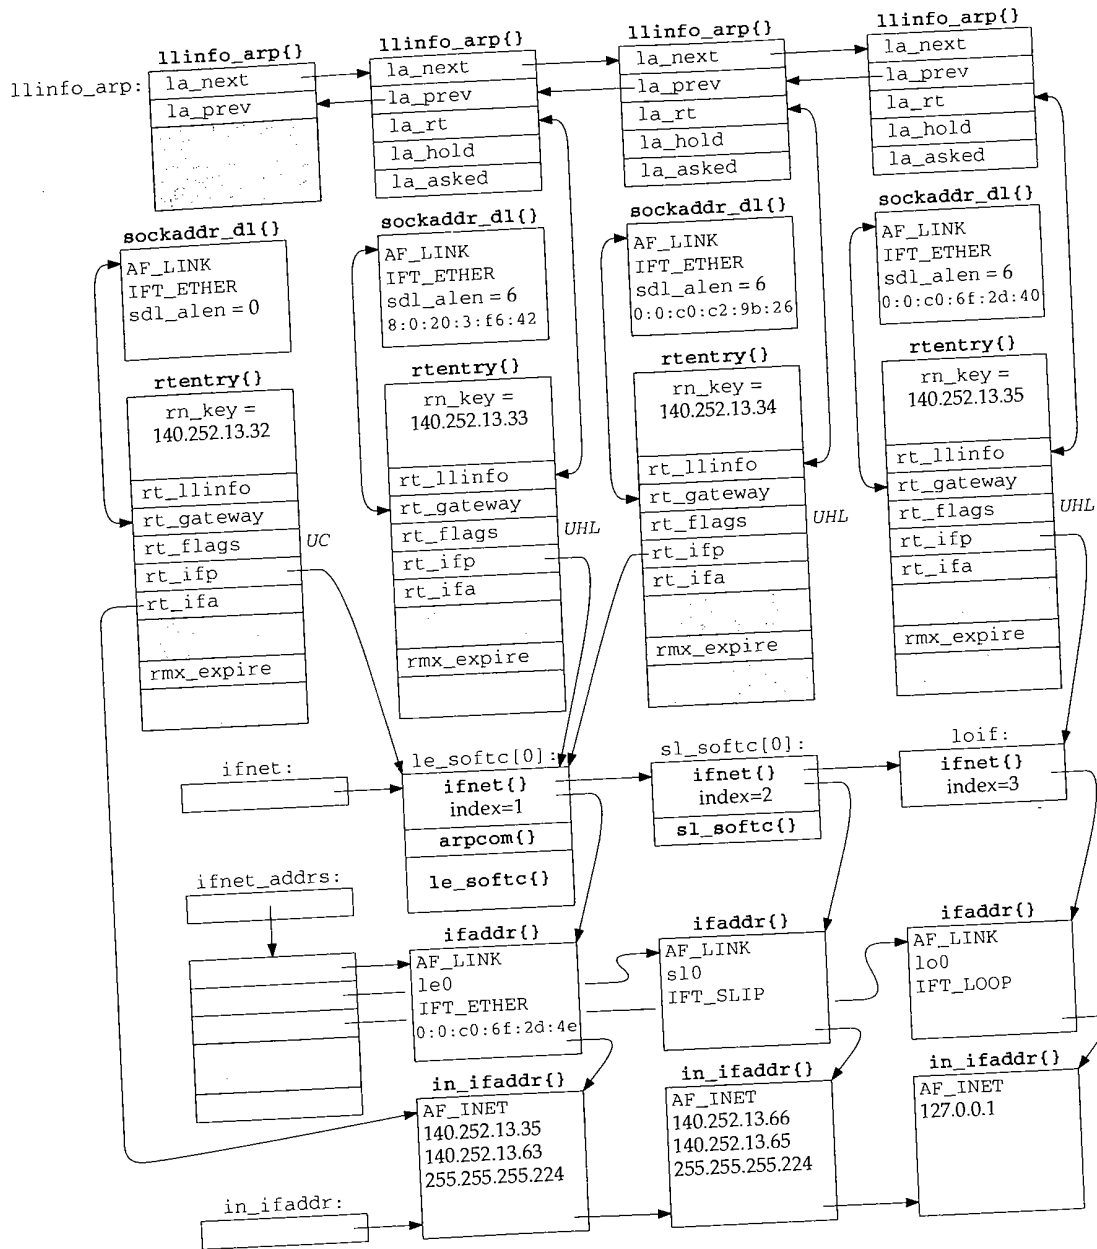 llinfo_arp:
llinfo_arp{}
la_next
la_prev
llinfo_arp{}
la_next
la_prev
la_rt
la_hold
la_asked
llinfo_arp{}
la_next
la_prev
la_rt
la_hold
la_asked
llinfo_arp{}
la_next
la_prev
la_rt
la_hold
la_asked
sockaddr_dl{}
AF_LINK
IFT_ETHER
sdl_alen = 0
sockaddr_dl{}
AF_LINK
IFT_ETHER
sdl_alen = 6
8:0:20:3:f6:42
sockaddr_dl{}
AF_LINK
IFT_ETHER
sdl_alen = 6
0:0:c0:c2:9b:26
sockaddr_dl{}
AF_LINK
IFT_ETHER
sdl_alen = 6
0:0:c0:6f:2d:40
rtentry{}
rn_key =
140.252.13.32
rt_llinfo
rt_gateway
rt_flags
UC
rt_ifp
rt_ifa
rmx_expire
rtentry{}
rn_key =
140.252.13.33
rt_llinfo
rt_gateway
rt_flags
UHL
rt_ifp
rt_ifa
rmx_expire
rtentry{}
rn_key =
140.252.13.34
rt_llinfo
rt_gateway
rt_flags
UHL
rt_ifp
rt_ifa
rmx_expire
rtentry{}
rn_key =
140.252.13.35
rt_llinfo
rt_gateway
rt_flags
UHL
rt_ifp
rt_ifa
rmx_expire
ifnet:
le_softc[0]:
ifnet{}
index=1
arpcom{}
le_softc{}
sl_softc[0]:
ifnet{}
index=2
sl_softc{}
loif:
ifnet{}
index=3
ifnet_addrs:
ifaddr{}
AF_LINK
le0
IFT_ETHER
0:0:c0:6f:2d:4e
ifaddr{}
AF_LINK
sl0
IFT_SLIP
ifaddr{}
AF_LINK
lo0
IFT_LOOP
in_ifaddr{}
AF_INET
140.252.13.35
140.252.13.63
255.255.255.224
in_ifaddr{}
AF_INET
140.252.13.66
140.252.13.65
255.255.255.224
in_ifaddr{}
AF_INET
127.0.0.1
in_ifaddr: